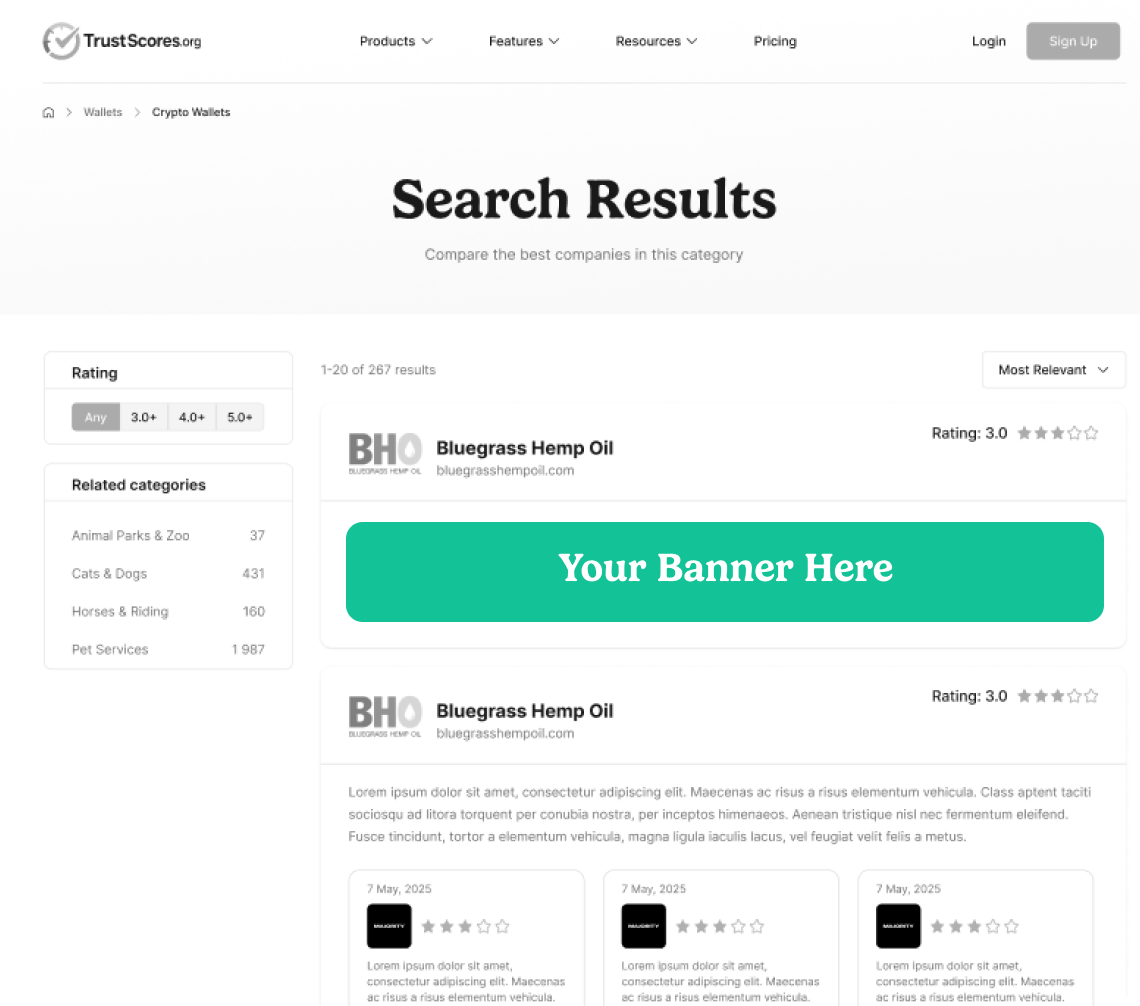 TrustScores.org
Products
Features
Resources
Pricing
Login
Sign Up
Wallets
Crypto Wallets
Search Results
Compare the best companies in this category
Rating
Any 3.0+ 4.0+ 5.0+
Related categories
Animal Parks & Zoo 37
Cats & Dogs 431
Horses & Riding 160
Pet Services 1 987
1-20 of 267 results
Most Relevant
BHO
BLUEGRASS HEMP OIL
Bluegrass Hemp Oil
bluegrasshempoil.com
Rating: 3.0
Your Banner Here
BHO
BLUEGRASS HEMP OIL
Bluegrass Hemp Oil
bluegrasshempoil.com
Rating: 3.0
Lorem ipsum dolor sit amet, consectetur adipiscing elit. Maecenas ac risus a risus elementum vehicula. Class aptent taciti
sociosqu ad litora torquent per conubia nostra, per inceptos himenaeos. Aenean tristique nisl nec fermentum eleifend.
Fusce tincidunt, tortor a elementum vehicula, magna ligula iaculis lacus, vel feugiat velit felis a metus.
7 May, 2025
MAJORITY
Lorem ipsum dolor sit amet,
consectetur adipiscing elit. Maecenas
ac risus a risus elementum vehicula.
7 May, 2025
MAJORITY
Lorem ipsum dolor sit amet,
consectetur adipiscing elit. Maecenas
ac risus a risus elementum vehicula.
7 May, 2025
MAJORITY
Lorem ipsum dolor sit amet,
consectetur adipiscing elit. Maecenas
ac risus a risus elementum vehicula.